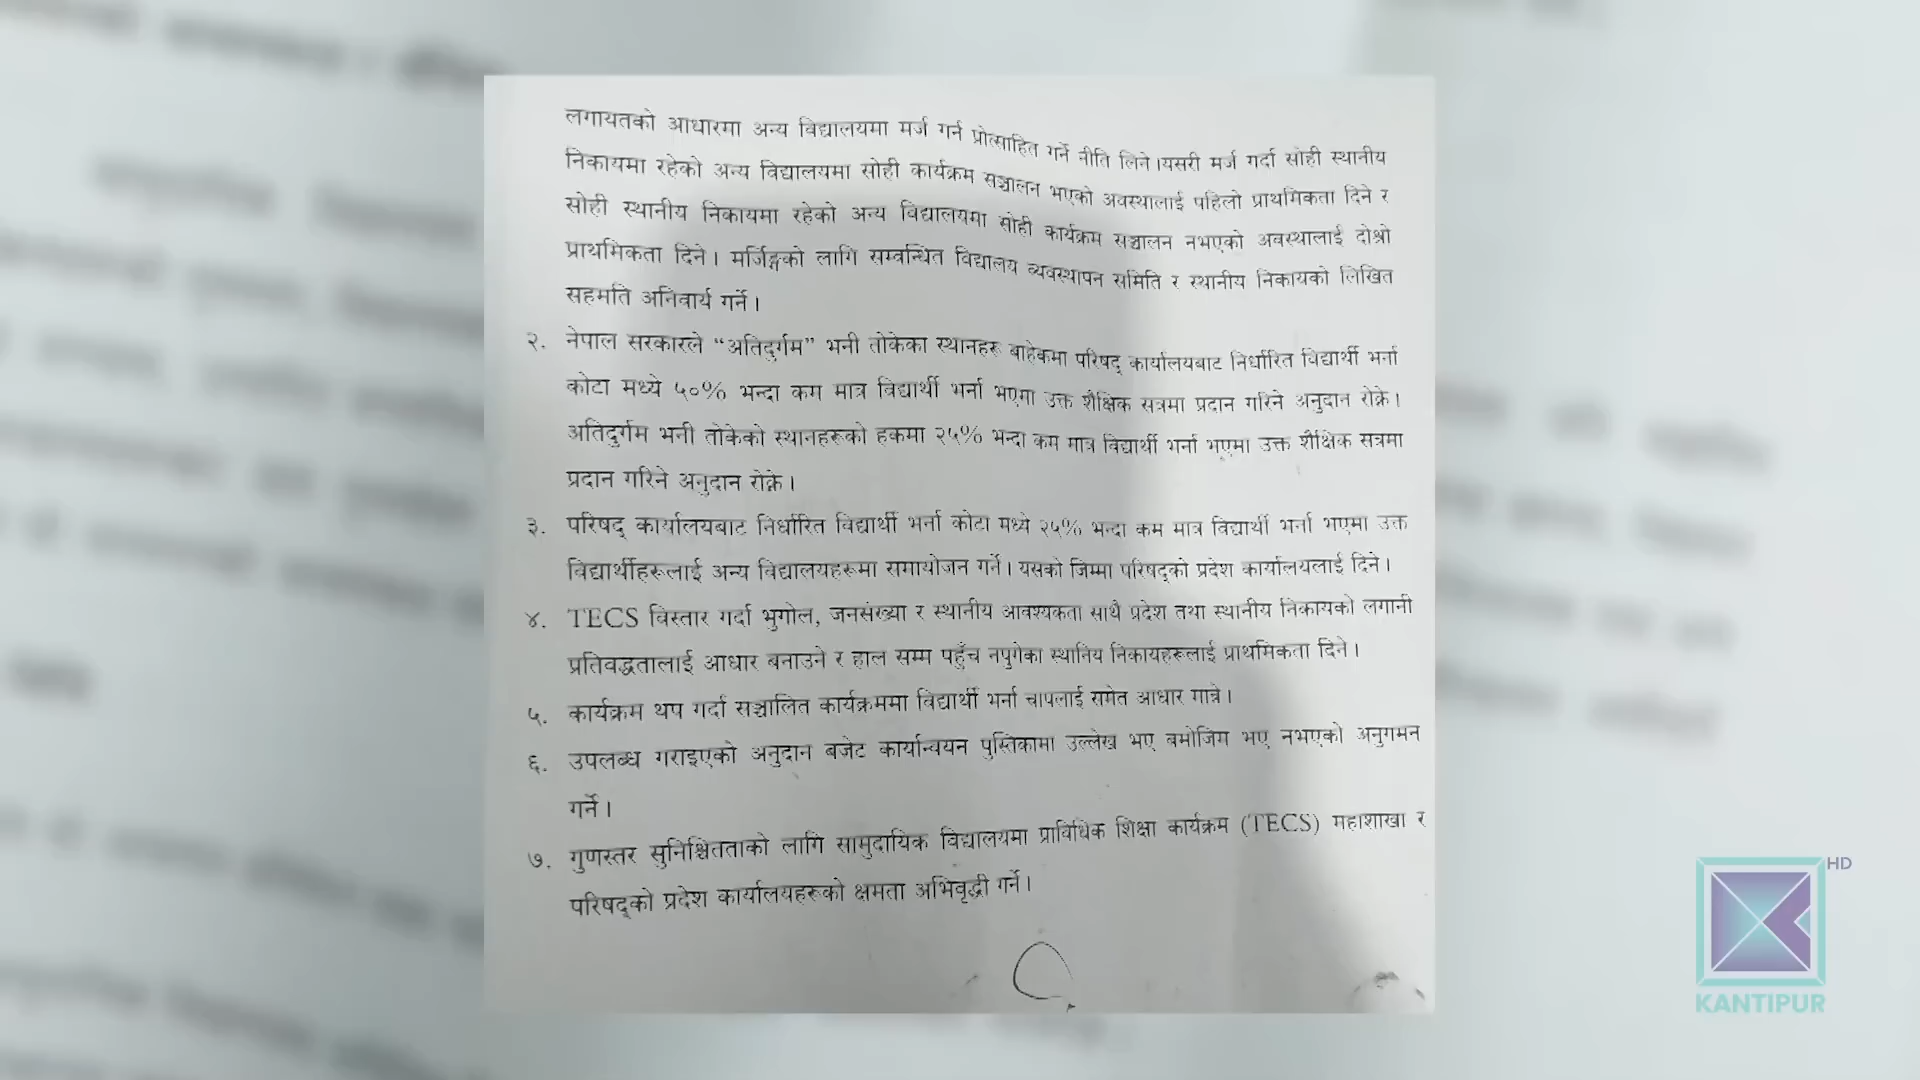 लगायतको आधारमा अन्य विद्यालयमा मर्ज गर्न प्रोत्साहित गर्ने नीति लिने।यसरी मर्ज गर्दा सोही स्थानीय
निकायमा रहेको अन्य विद्यालयमा सोही कार्यक्रम सञ्चालन भएको अवस्थालाई पहिलो प्राथमिकता दिने र
सोही स्थानीय निकायमा रहेको अन्य विद्यालयमा सोही कार्यक्रम सञ्चालन नभएको अवस्थालाई दोश्रो
प्राथमिकता दिने। मर्जिङ्गको लागि सम्वन्धित विद्यालय व्यवस्थापन समिति र स्थानीय निकायको लिखित
सहमति अनिवार्य गर्ने।
२. नेपाल सरकारले “अतिदुर्गम” भनी तोकेका स्थानहरू बाहेकमा परिषद् कार्यालयबाट निर्धारित विद्यार्थी भर्ना
कोटा मध्ये ५०% भन्दा कम मात्र विद्यार्थी भर्ना भएमा उक्त शैक्षिक सत्रमा प्रदान गरिने अनुदान रोक्ने।
अतिदुर्गम भनी तोकेको स्थानहरूको हकमा २५% भन्दा कम मात्र विद्यार्थी भर्ना भएमा उक्त शैक्षिक सत्रमा
प्रदान गरिने अनुदान रोक्ने।
३. परिषद् कार्यालयबाट निर्धारित विद्यार्थी भर्ना कोटा मध्ये २५% भन्दा कम मात्र विद्यार्थी भर्ना भएमा उक्त
विद्यार्थीहरूलाई अन्य विद्यालयहरूमा समायोजन गर्ने। यसको जिम्मा परिषद्को प्रदेश कार्यालयलाई दिने।
४. TECS विस्तार गर्दा भुगोल, जनसंख्या र स्थानीय आवश्यकता साथै प्रदेश तथा स्थानीय निकायको लगानी
प्रतिवद्धतालाई आधार बनाउने र हाल सम्म पहुँच नपुगेका स्थानिय निकायहरूलाई प्राथमिकता दिने।
५. कार्यक्रम थप गर्दा सञ्चालित कार्यक्रममा विद्यार्थी भर्ना चापलाई समेत आधार मान्ने।
६. उपलब्ध गराइएको अनुदान बजेट कार्यान्वयन पुस्तिकामा उल्लेख भए बमोजिम भए नभएको अनुगमन
गर्ने।
७. गुणस्तर सुनिश्चितताको लागि सामुदायिक विद्यालयमा प्राविधिक शिक्षा कार्यक्रम (TECS) महाशाखा र
परिषद्को प्रदेश कार्यालयहरूको क्षमता अभिवृद्धी गर्ने।
HD
KANTIPUR